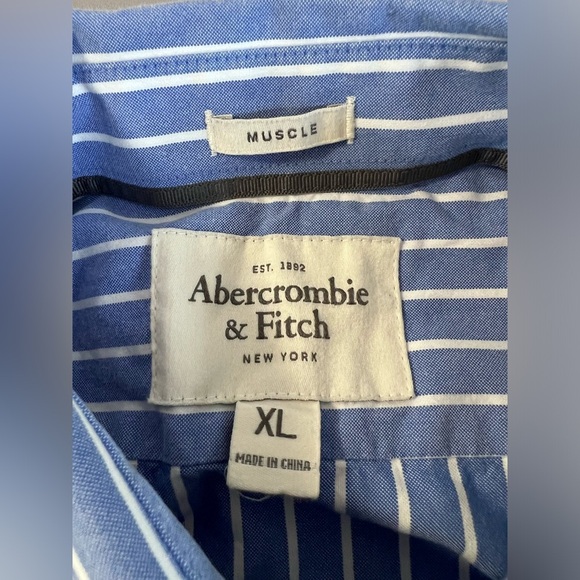 MUSCLE
EST. 1892
Abercrombie
& Fitch
NEW YORK
XL
MADE IN CHINA